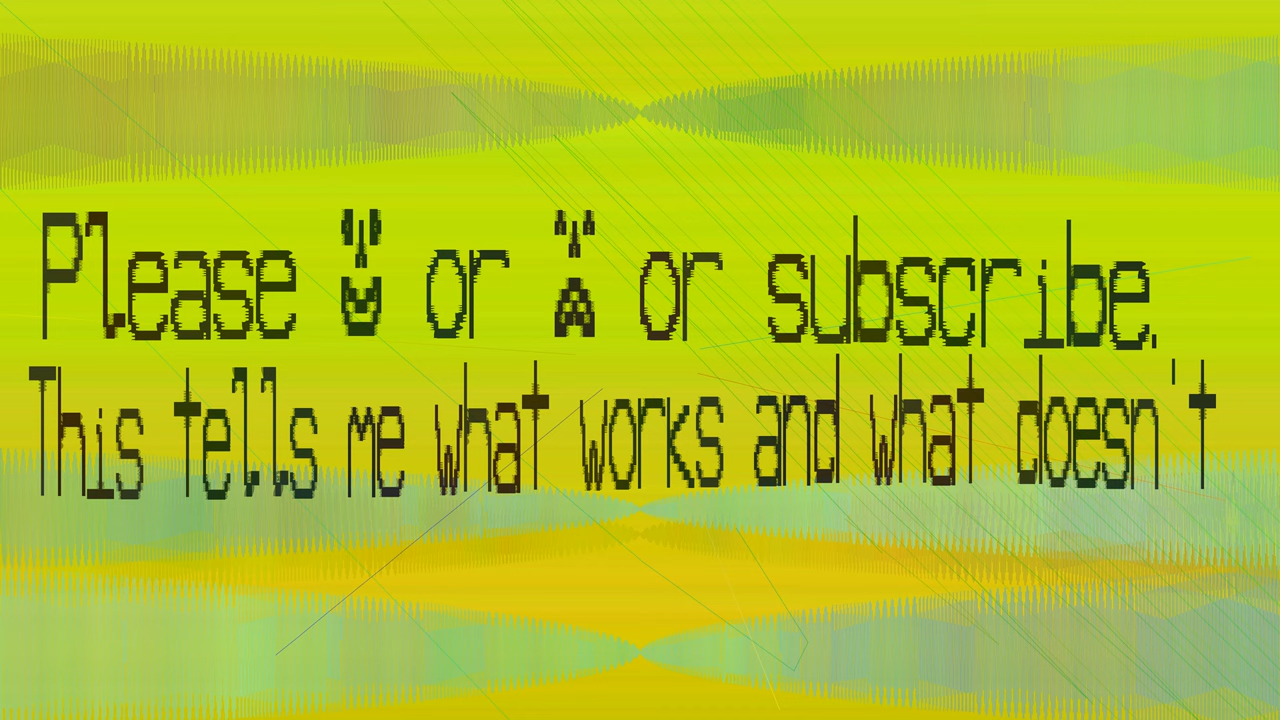 Please or or subscribe.
This tells me what works and what doesn't